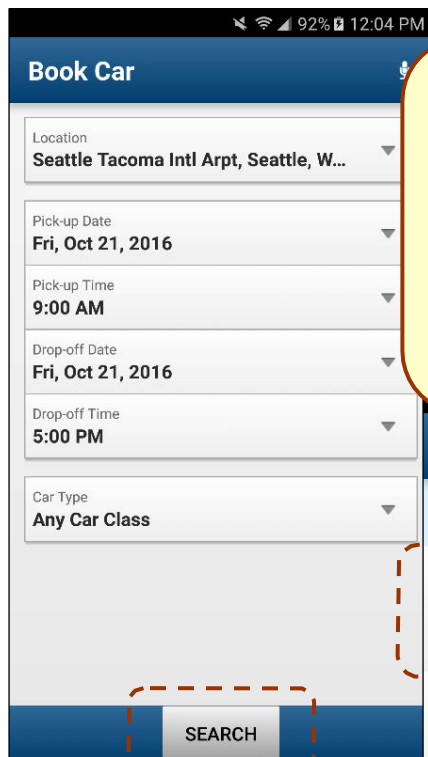 92% 12:04 PM
Book Car
Location
Seattle Tacoma Intl Arpt, Seattle, W...
Pick-up Date
Fri, Oct 21, 2016
Pick-up Time
9:00 AM
Drop-off Date
Fri, Oct 21, 2016
Drop-off Time
5:00 PM
Car Type
Any Car Class
SEARCH